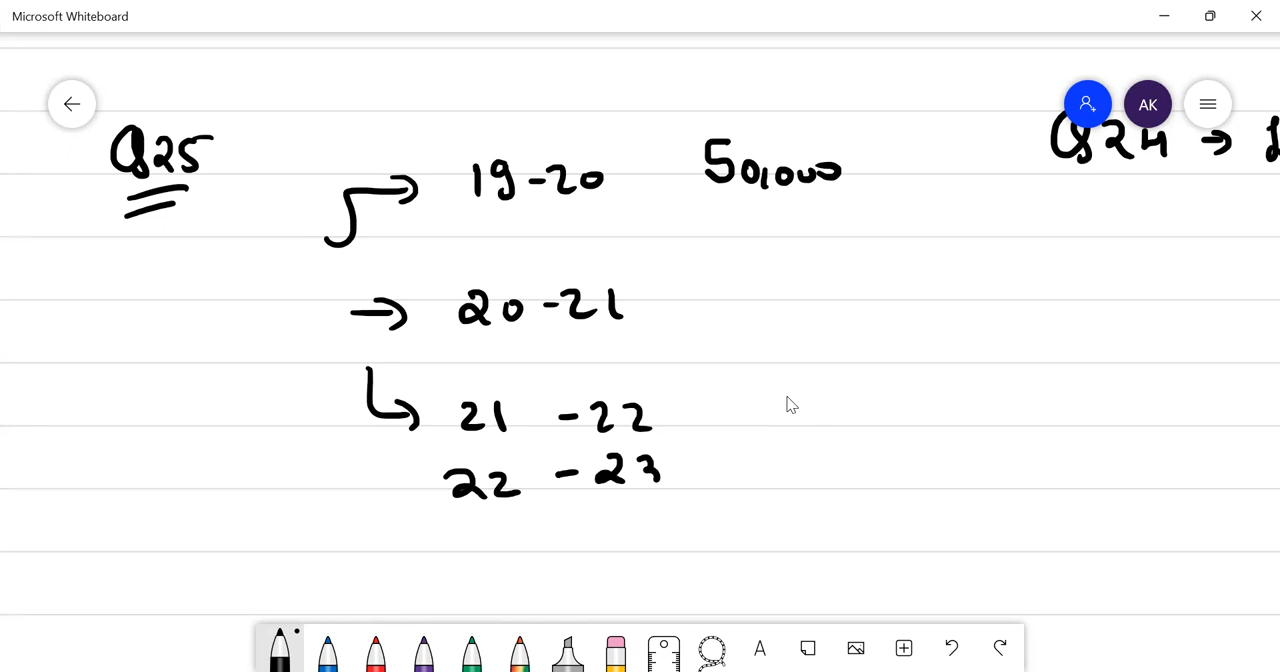 Microsoft Whiteboard
AK
Q25
Q24 →
→ 19-20 50,000
→ 20-21
↳ 21 -22
22 - 23
A